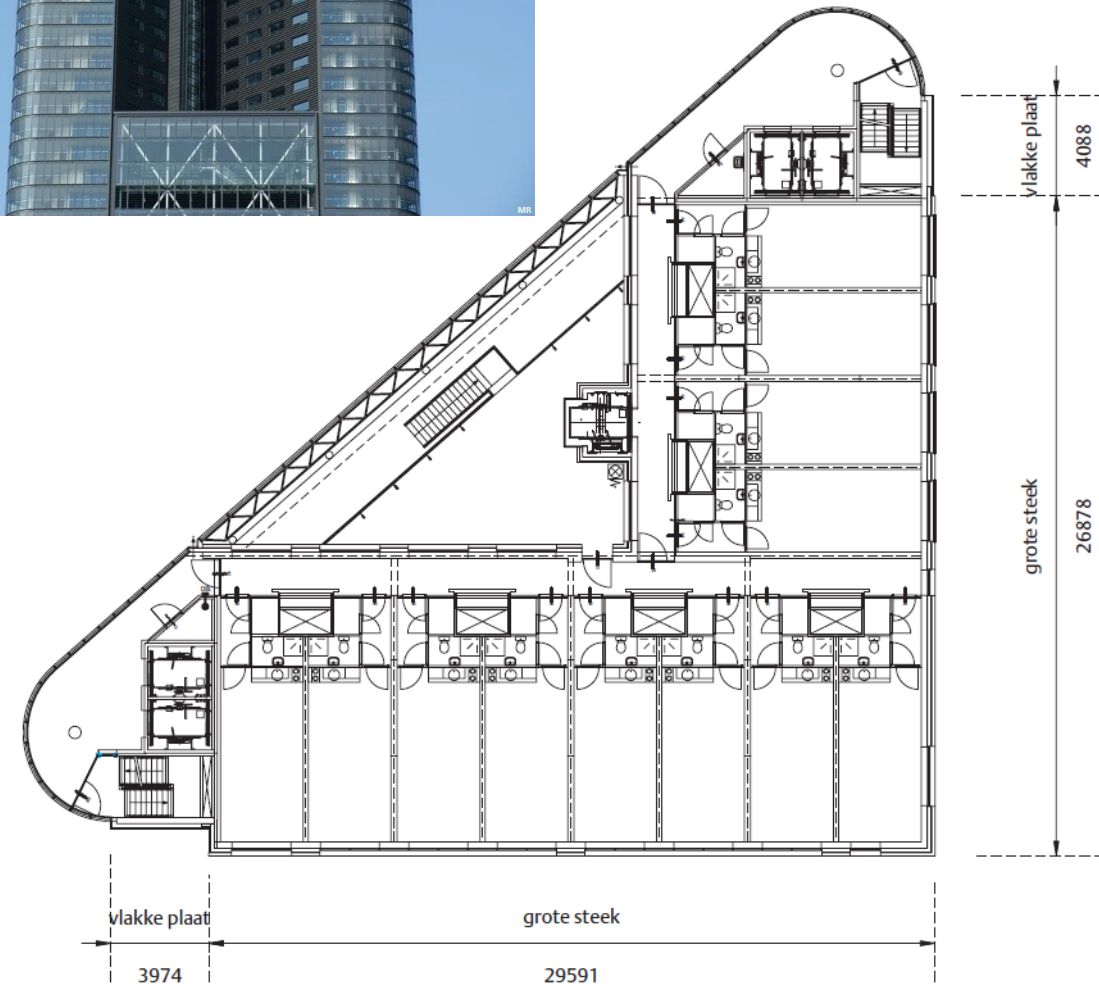 MR
vlakke plaat
4088
grote steek
26878
vlakke plaat
grote steek
3974
29591